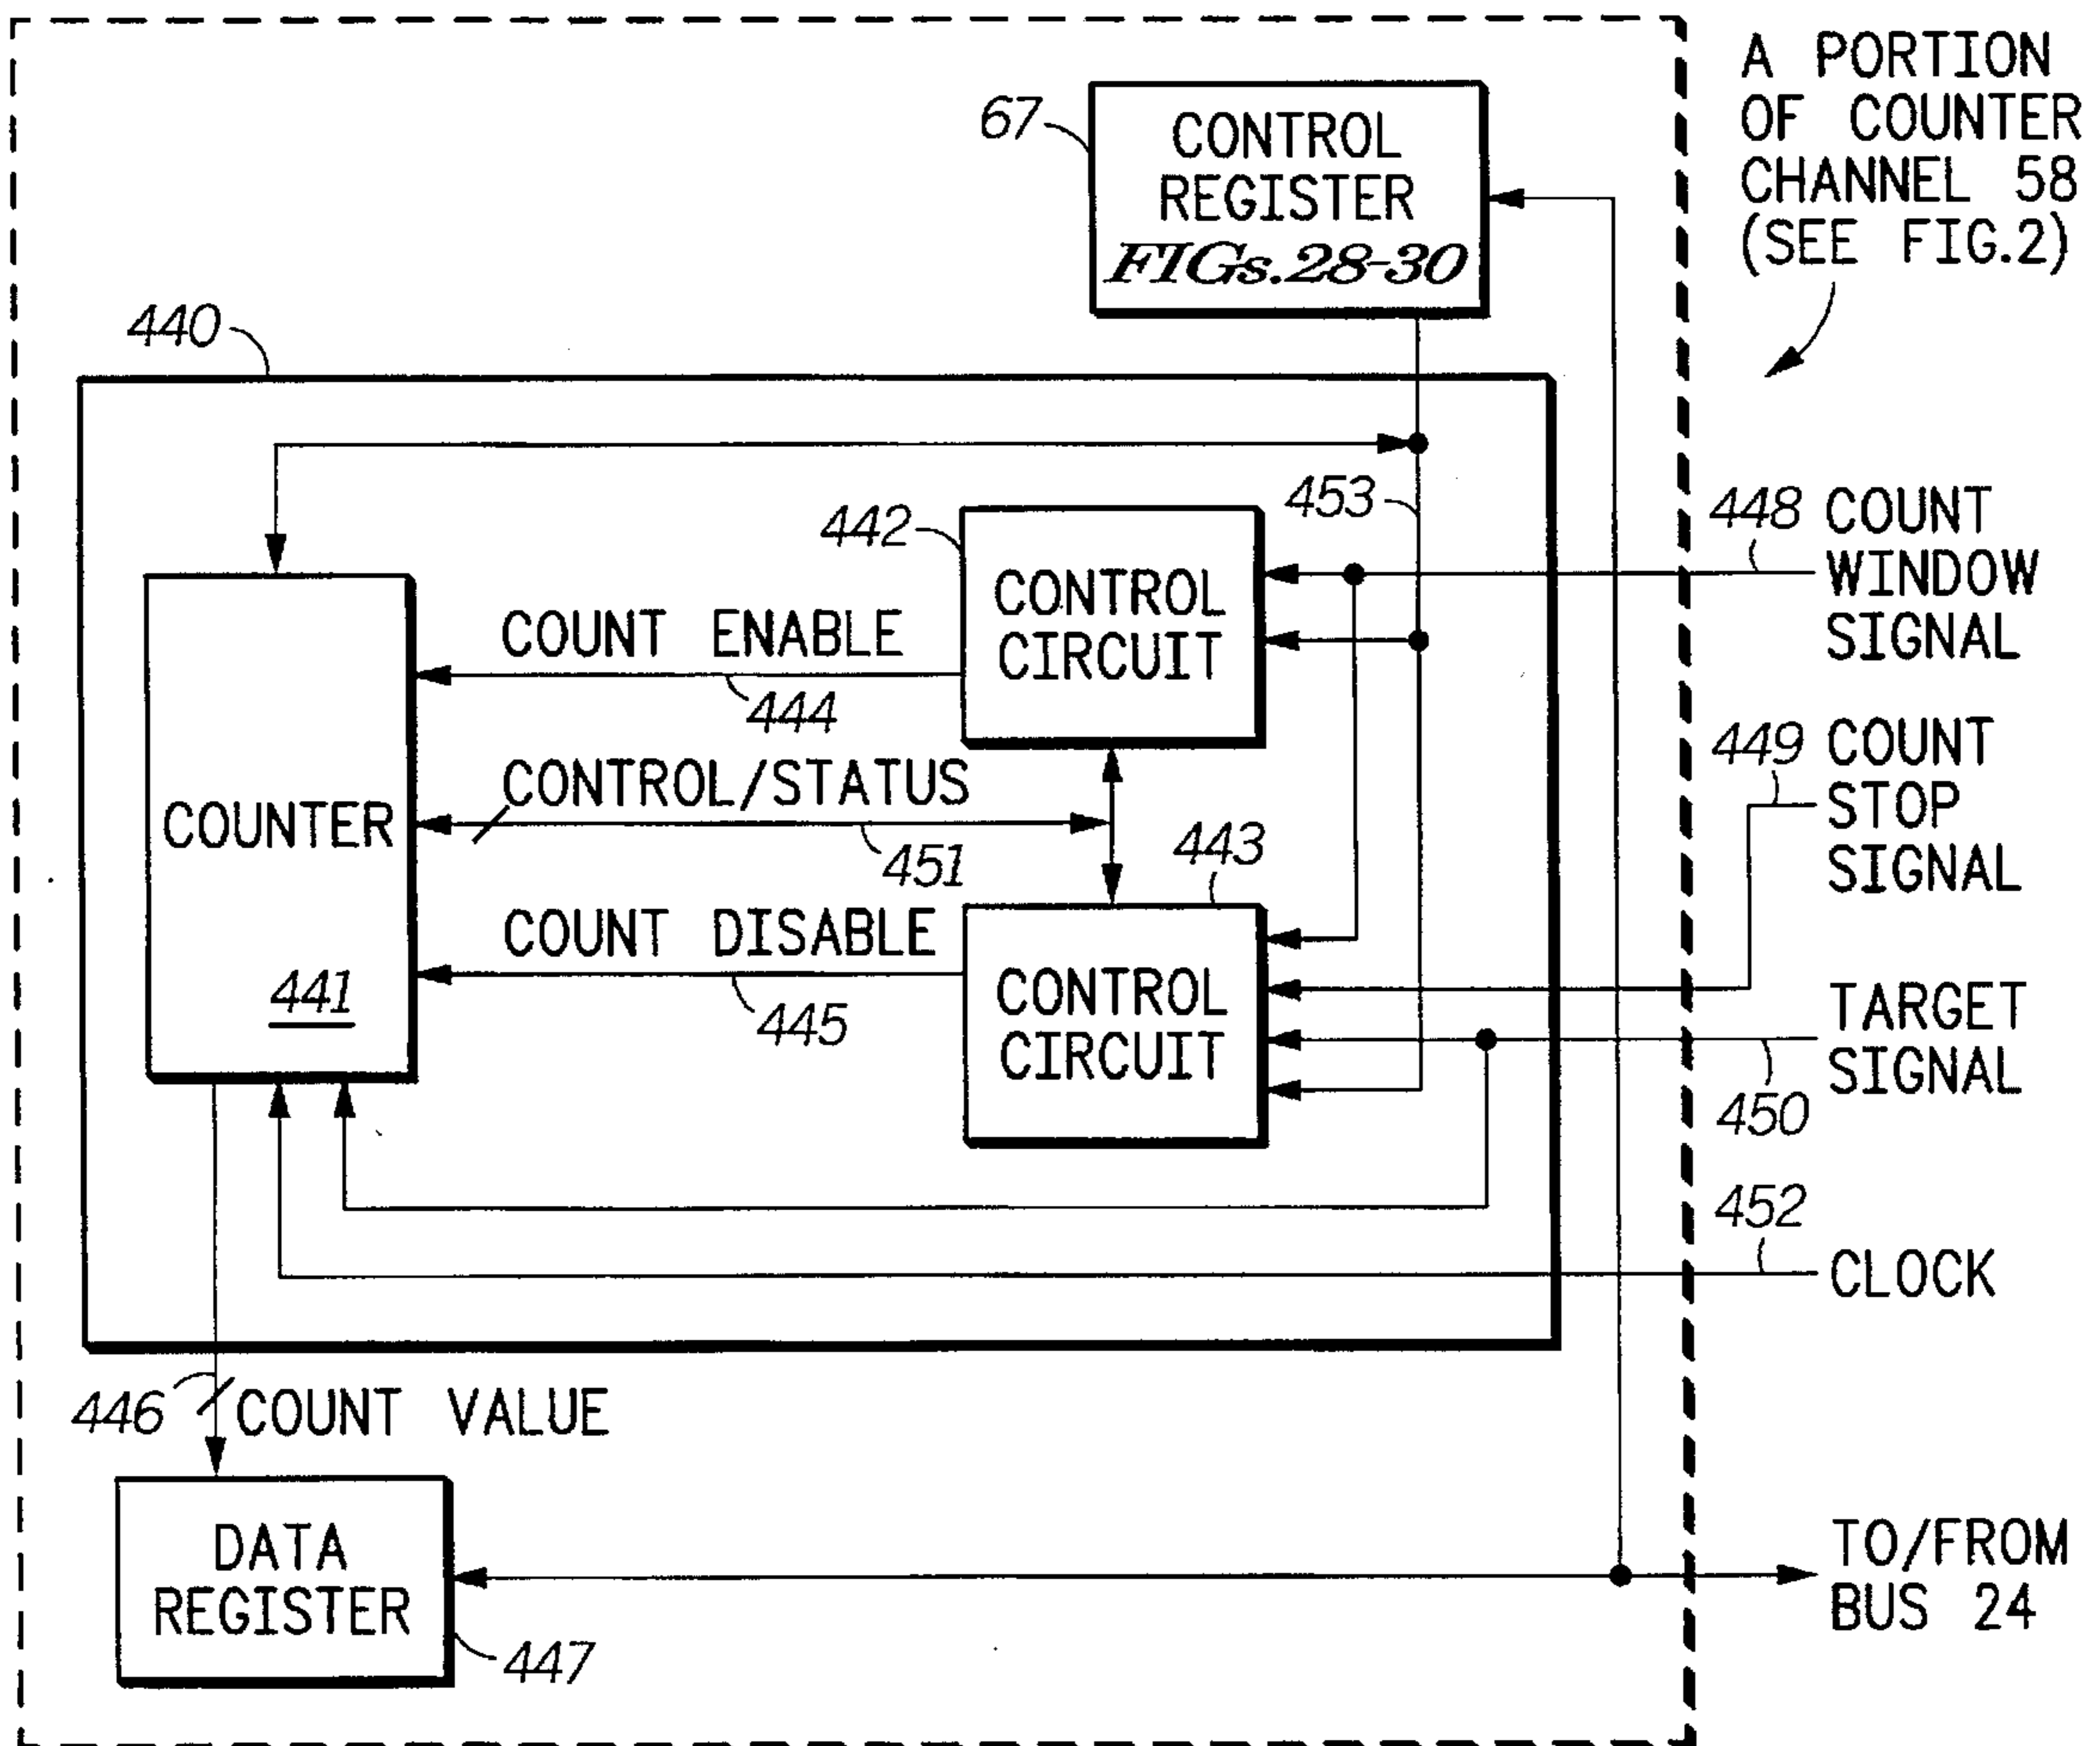 A PORTION
OF COUNTER
CHANNEL 58
(SEE FIG.2)
67
CONTROL
REGISTER
FIGs.28-30
440
453
442
CONTROL
CIRCUIT
448
COUNT
WINDOW
SIGNAL
COUNT ENABLE
444
449
COUNT
STOP
SIGNAL
CONTROL/STATUS
451
COUNTER
441
443
CONTROL
CIRCUIT
COUNT DISABLE
445
TARGET
SIGNAL
450
452
CLOCK
446
COUNT VALUE
DATA
REGISTER
447
TO/FROM
BUS 24